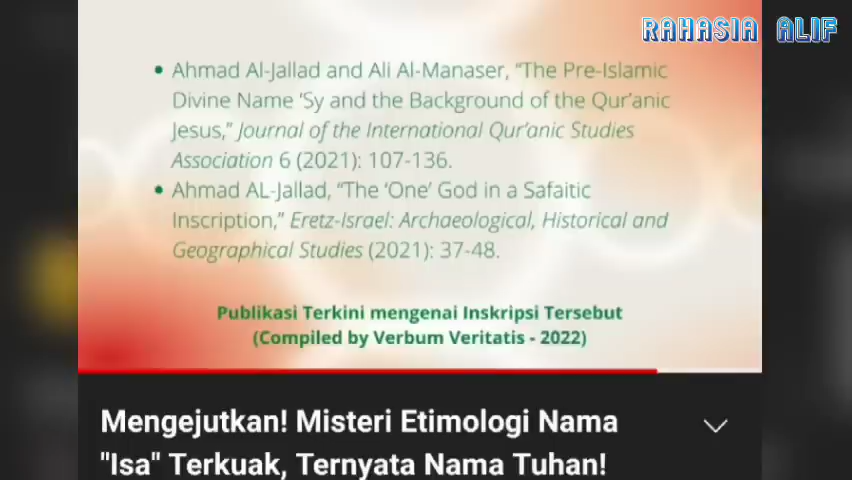 RAHASIA ALIF
• Ahmad Al-Jallad and Ali Al-Manaser, “The Pre-Islamic
Divine Name ‘Sy and the Background of the Qur’anic
Jesus,” Journal of the International Qur’anic Studies
Association 6 (2021): 107-136.
• Ahmad AL-Jallad, “The ‘One’ God in a Safaitic
Inscription,” Eretz-Israel: Archaeological, Historical and
Geographical Studies (2021): 37-48.
Publikasi Terkini mengenai Inskripsi Tersebut
(Compiled by Verbum Veritatis - 2022)
Mengejutkan! Misteri Etimologi Nama
"Isa" Terkuak, Ternyata Nama Tuhan!